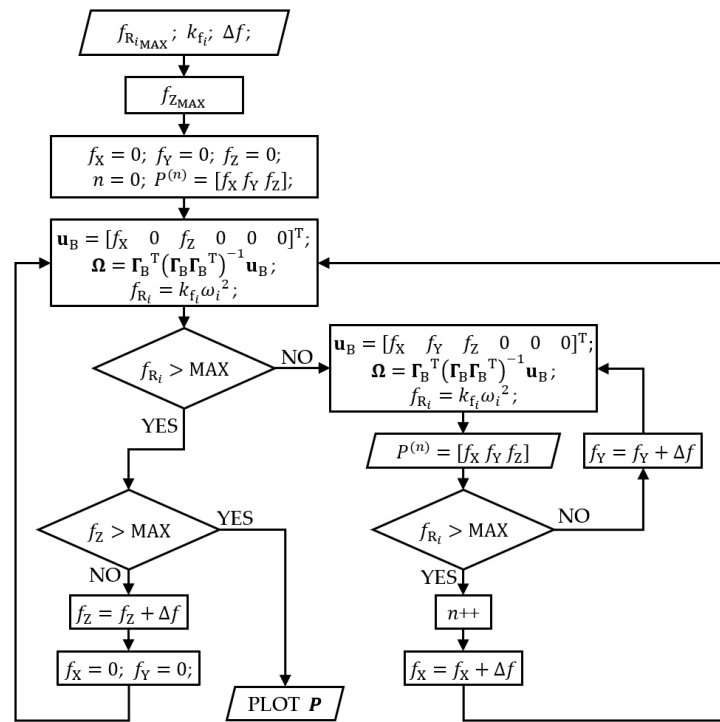 f_{R_{i_{MAX}}}; k_{f_i}; Δf;
f_{Z_{MAX}}
f_X = 0; f_Y = 0; f_Z = 0;
n = 0; P^{(n)} = [f_X f_Y f_Z];
u_B = [f_X 0 f_Z 0 0 0]^T;
Ω = Γ_B^T(Γ_BΓ_B^T)^{-1}u_B;
f_{R_i} = k_{f_i}ω_i^2;
f_{R_i} > MAX
NO
YES
u_B = [f_X f_Y f_Z 0 0 0]^T;
Ω = Γ_B^T(Γ_BΓ_B^T)^{-1}u_B;
f_{R_i} = k_{f_i}ω_i^2;
P^{(n)} = [f_X f_Y f_Z]
f_Y = f_Y + Δf
f_{R_i} > MAX
NO
YES
n++
f_X = f_X + Δf
f_Z > MAX
YES
NO
f_Z = f_Z + Δf
f_X = 0; f_Y = 0;
PLOT P